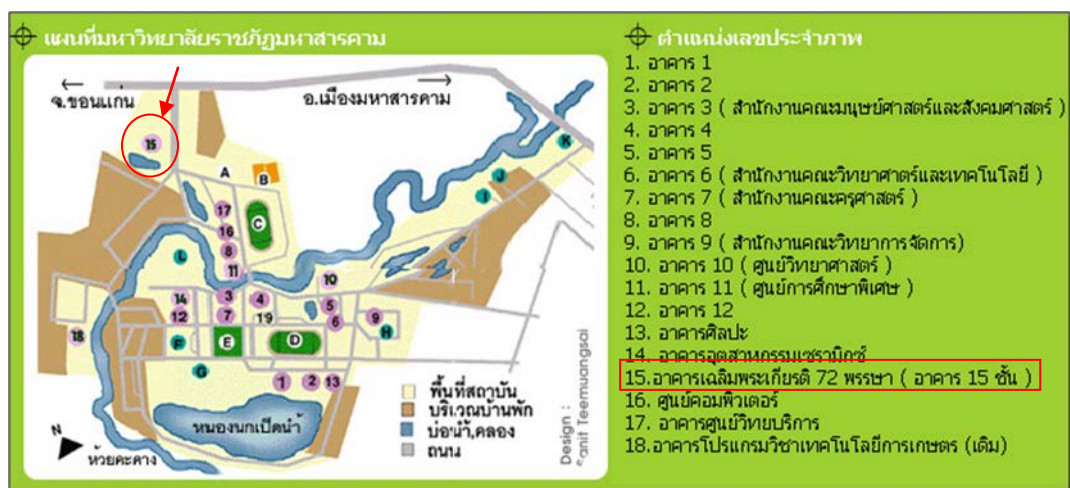 แผนที่มหาวิทยาลัยราชภัฏมหาสารคาม
จ.ขอนแก่น
อ.เมืองมหาสารคาม
15
K
A
B
J
I
17
C
16
8
L
11
10
14
3
4
5
12
7
19
6
9
18
F
E
D
H
G
1
2
13
พื้นที่สถาบัน
บริเวณบ้านพัก
บ่อน้ำ,คลอง
ถนน
หนองนกเป็ดน้ำ
N
ห้วยคะคาง
Design :
Sanit Teemuangsai
ตำแหน่งเลขประจำภาพ
1. อาคาร 1
2. อาคาร 2
3. อาคาร 3 ( สำนักงานคณะมนุษย์ศาสตร์และสังคมศาสตร์ )
4. อาคาร 4
5. อาคาร 5
6. อาคาร 6 ( สำนักงานคณะวิทยาศาตร์และเทคโนโลยี )
7. อาคาร 7 ( สำนักงานคณะครุศาสตร์ )
8. อาคาร 8
9. อาคาร 9 ( สำนักงานคณะวิทยาการจัดการ)
10. อาคาร 10 ( ศูนย์วิทยาศาสตร์ )
11. อาคาร 11 ( ศูนย์การศึกษาพิเศษ )
12. อาคาร 12
13. อาคารศิลปะ
14. อาคารอุตสาหกรรมเซรามิกซ์
15.อาคารเฉลิมพระเกียรติ 72 พรรษา ( อาคาร 15 ชั้น )
16. ศูนย์คอมพิวเตอร์
17. อาคารศูนย์วิทยบริการ
18.อาคารโปรแกรมวิชาเทคโนโลยีการเกษตร (เดิม)